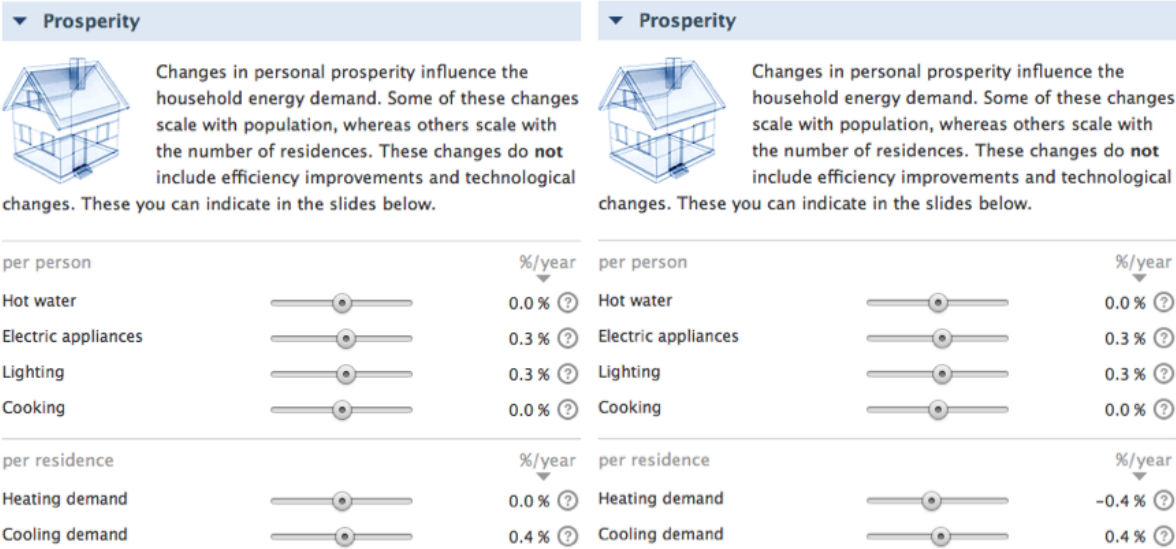 Prosperity
Changes in personal prosperity influence the
household energy demand. Some of these changes
scale with population, whereas others scale with
the number of residences. These changes do not
include efficiency improvements and technological
changes. These you can indicate in the slides below.
per person %/year
Hot water 0.0 % ?
Electric appliances 0.3 % ?
Lighting 0.3 % ?
Cooking 0.0 % ?
per residence %/year
Heating demand 0.0 % ?
Cooling demand 0.4 % ?
Prosperity
Changes in personal prosperity influence the
household energy demand. Some of these changes
scale with population, whereas others scale with
the number of residences. These changes do not
include efficiency improvements and technological
changes. These you can indicate in the slides below.
per person %/year
Hot water 0.0 % ?
Electric appliances 0.3 % ?
Lighting 0.3 % ?
Cooking 0.0 % ?
per residence %/year
Heating demand -0.4 % ?
Cooling demand 0.4 % ?